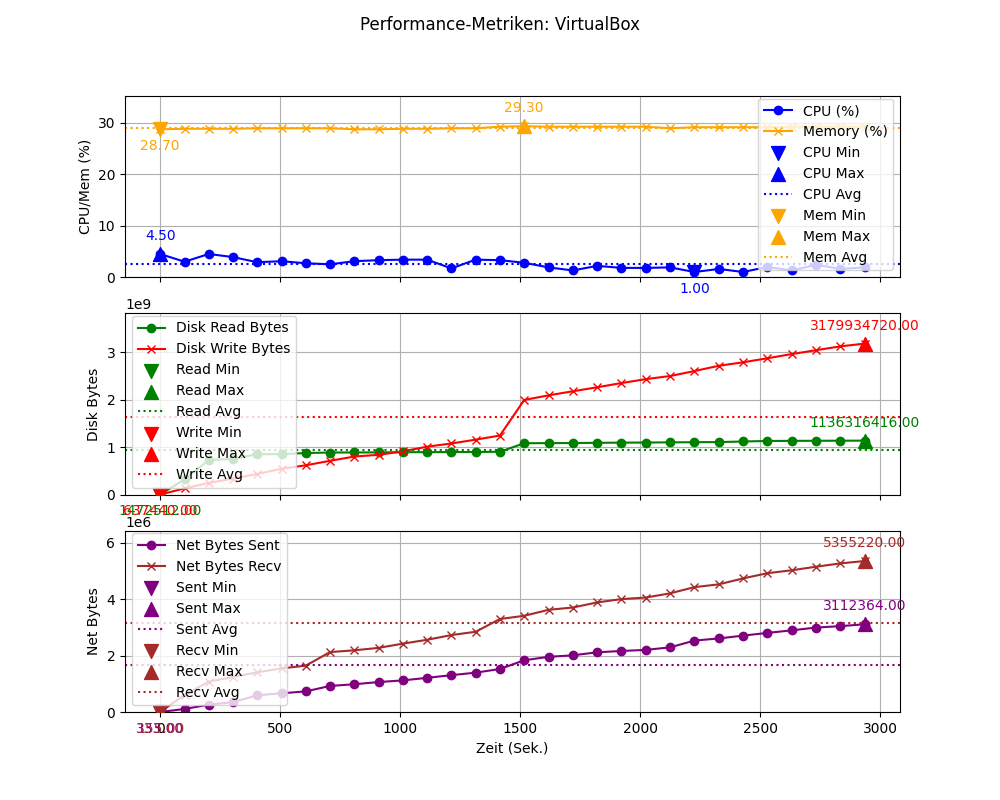 Performance-Metriken: VirtualBox
CPU/Mem (%)
30
20
10
0
29.30
28.70
4.50
1.00
CPU (%)
Memory (%)
CPU Min
CPU Max
CPU Avg
Mem Min
Mem Max
Mem Avg
1e9
Disk Bytes
3
2
1
0
Disk Read Bytes
Disk Write Bytes
Read Min
Read Max
Read Avg
Write Min
Write Max
Write Avg
3179934720.00
1136316416.00
1e6
Net Bytes
6
4
2
0
Net Bytes Sent
Net Bytes Recv
Sent Min
Sent Max
Sent Avg
Recv Min
Recv Max
Recv Avg
5355220.00
3112364.00
0 500 1000 1500 2000 2500 3000
Zeit (Sek.)